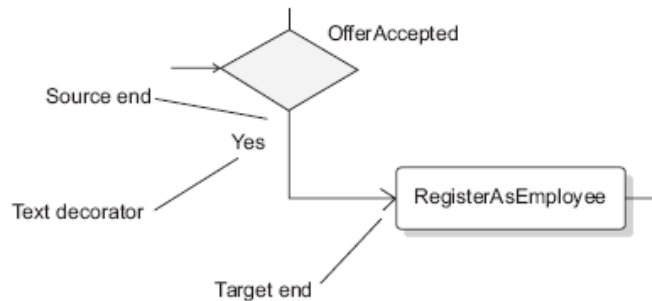 OfferAccepted
Source end
Yes
RegisterAsEmployee
Text decorator
Target end